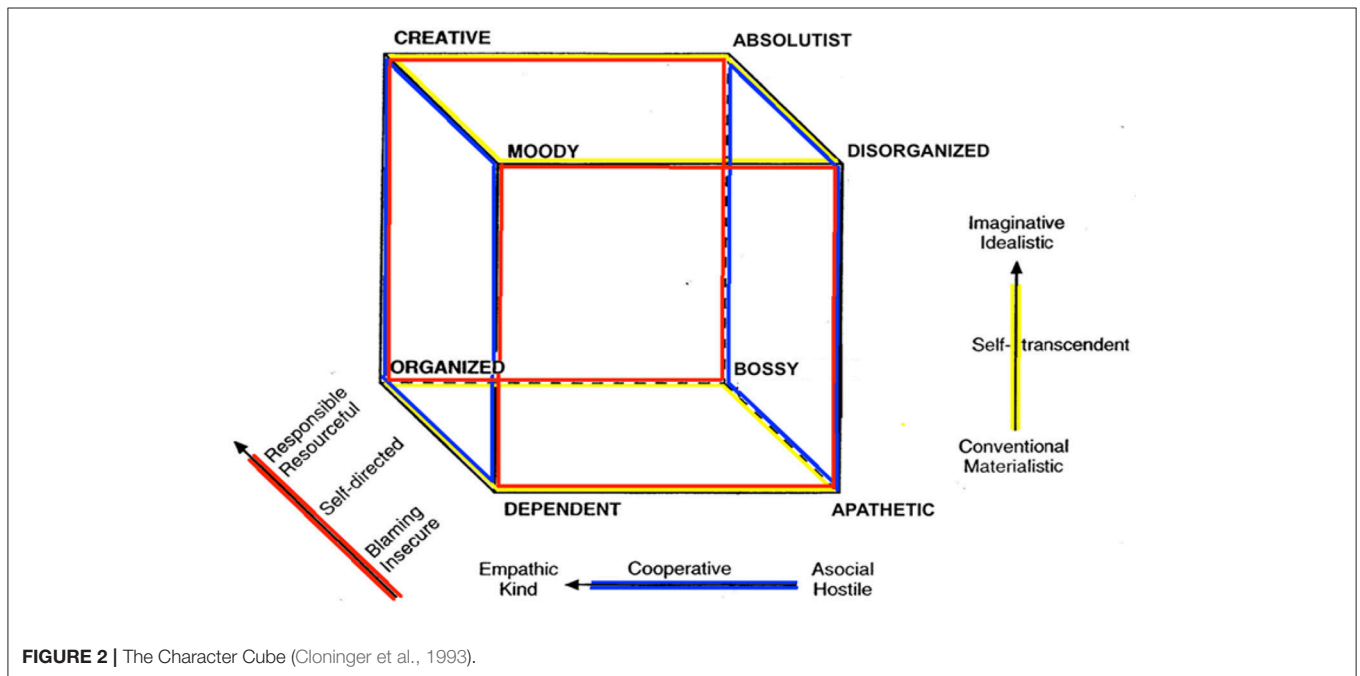 CREATIVE
ABSOLUTIST
MOODY
DISORGANIZED
Imaginative
Idealistic
Self-transcendent
Conventional
Materialistic
ORGANIZED
BOSSY
Responsible
Resourceful
Self-directed
Blaming
Insecure
DEPENDENT
APATHETIC
Empathic
Kind
Cooperative
Asocial
Hostile
FIGURE 2 | The Character Cube (Cloninger et al., 1993).